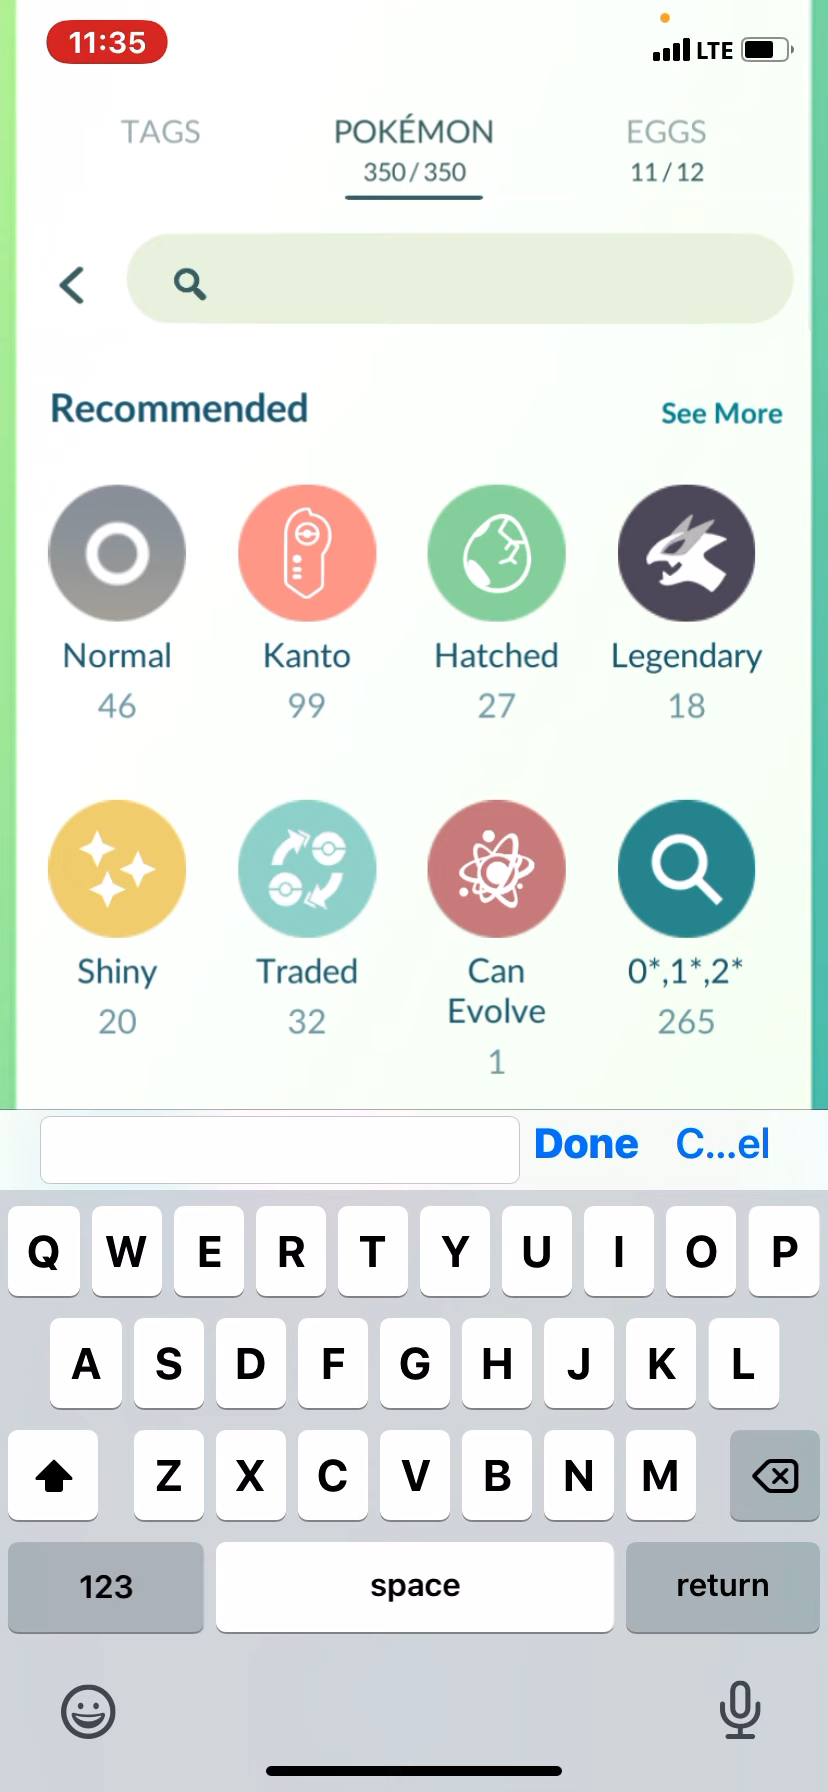 11:35
LTE
TAGS
POKÉMON
EGGS
350/350
11/12
Recommended
See More
Normal
Kanto
Hatched
Legendary
46
99
27
18
Shiny
Traded
Can
Evolve
0*,1*,2*
20
32
1
265
Done
C...el
Q W E R T Y U I O P
A S D F G H J K L
Z X C V B N M
123
space
return